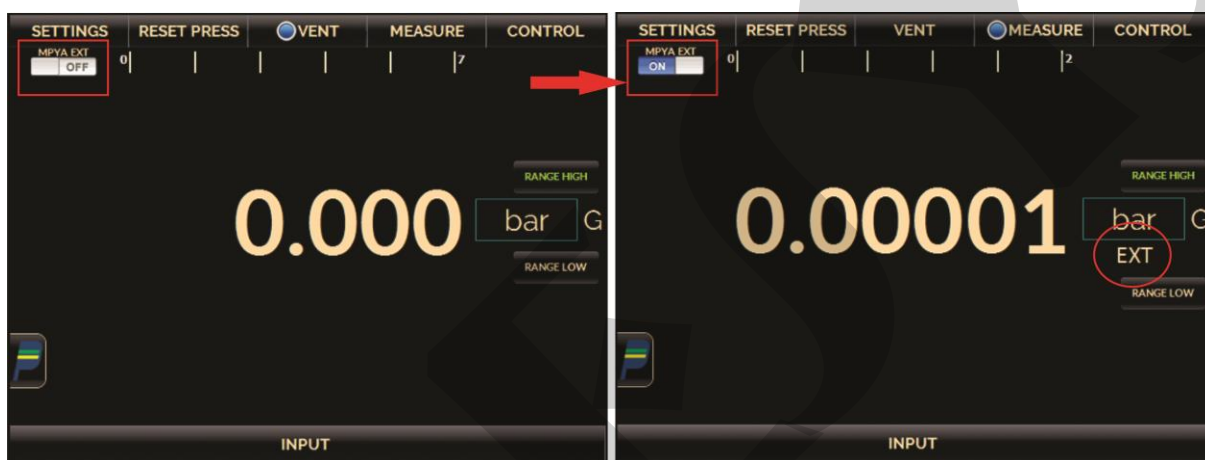 SETTINGS RESET PRESS VENT MEASURE CONTROL
MPYA EXT
OFF
0 7
RANGE HIGH
0.000 bar G
RANGE LOW
INPUT
SETTINGS RESET PRESS VENT MEASURE CONTROL
MPYA EXT
ON
0 2
RANGE HIGH
0.00001 bar G
EXT
RANGE LOW
INPUT